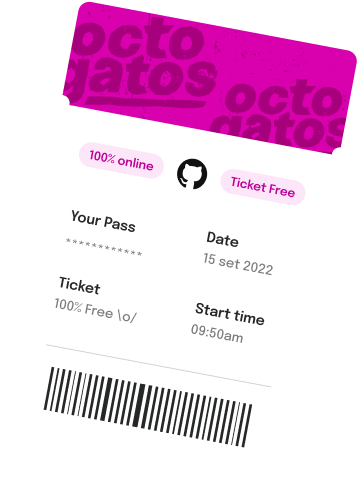 octo
gatos
octo
gatos
100% online
Ticket Free
Your Pass
************
Date
15 set 2022
Ticket
100% Free \o/
Start time
09:50am